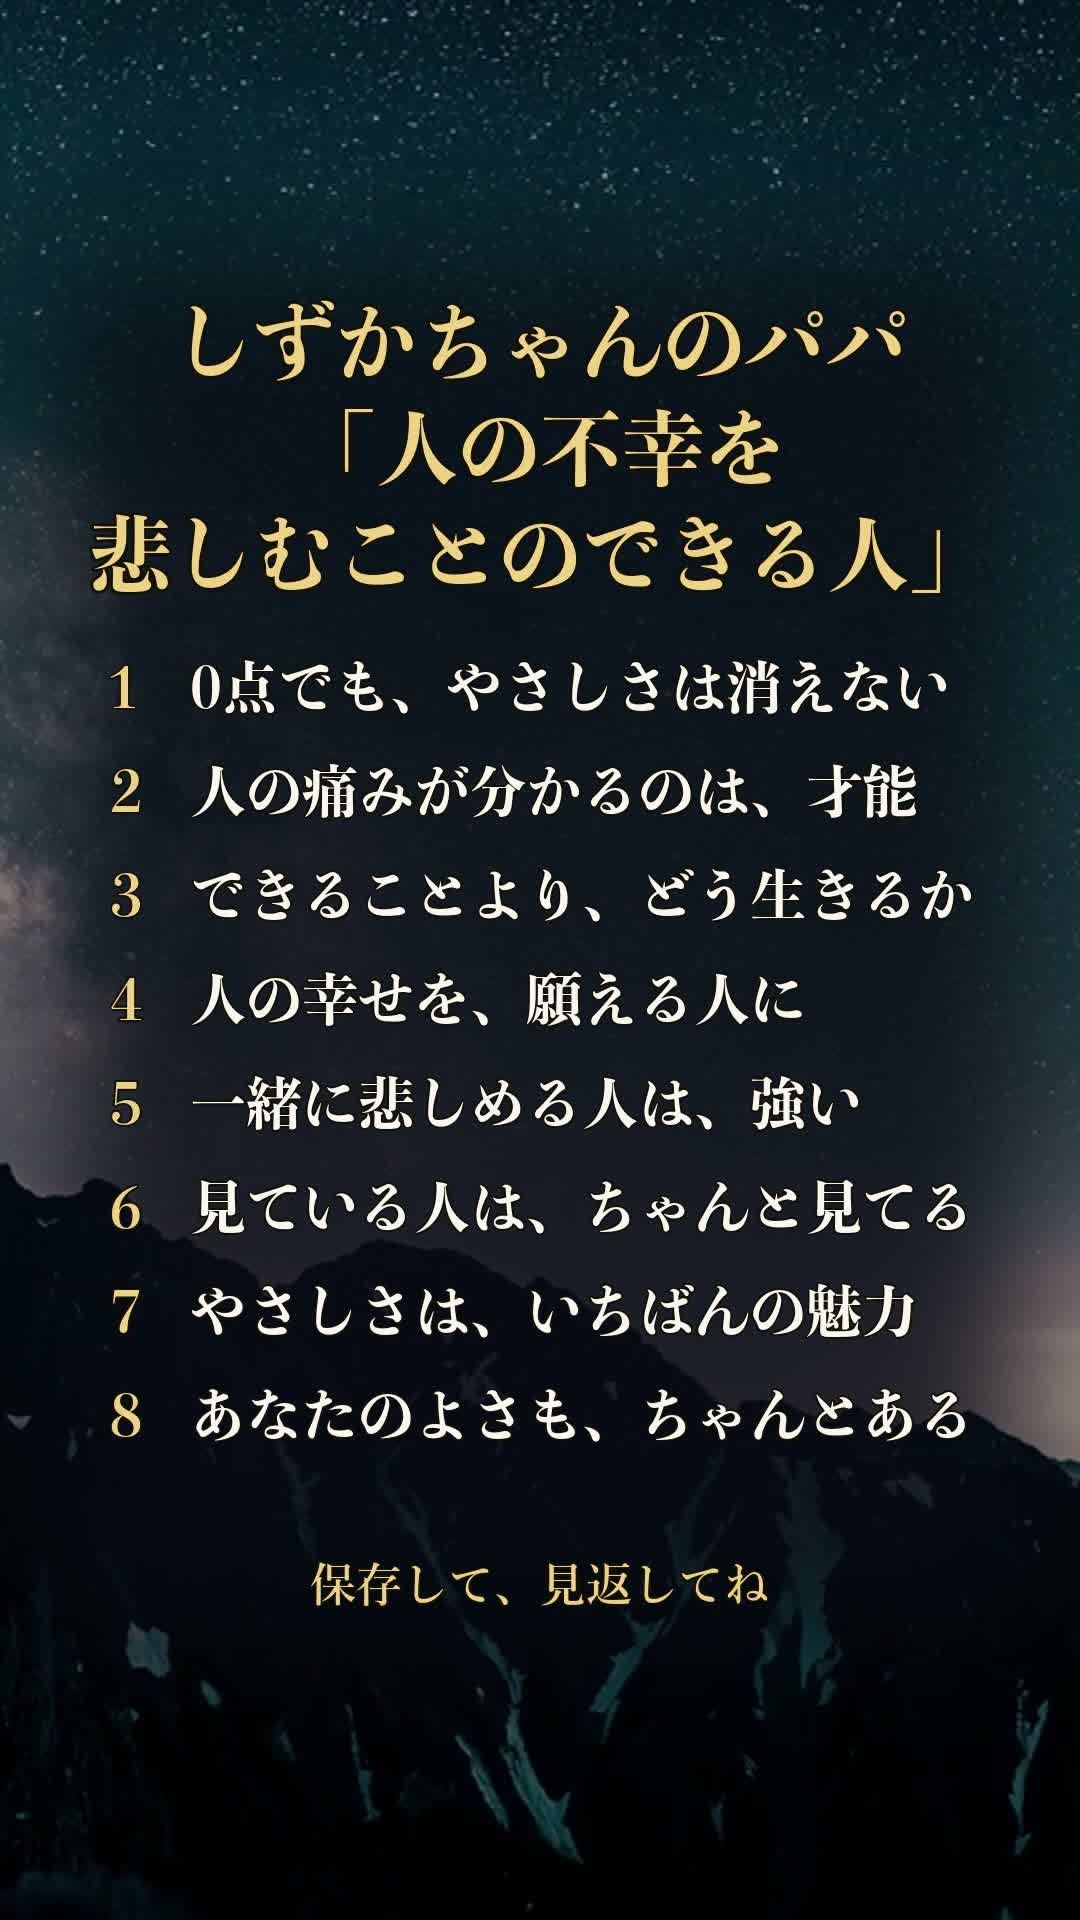 しずかちゃんのパパ
「人の不幸を
悲しむことのできる人」
1 0点でも、やさしさは消えない
2 人の痛みが分かるのは、才能
3 できることより、どう生きるか
4 人の幸せを、願える人に
5 一緒に悲しめる人は、強い
6 見ている人は、ちゃんと見てる
7 やさしさは、いちばんの魅力
8 あなたのよさも、ちゃんとある
保存して、見返してね